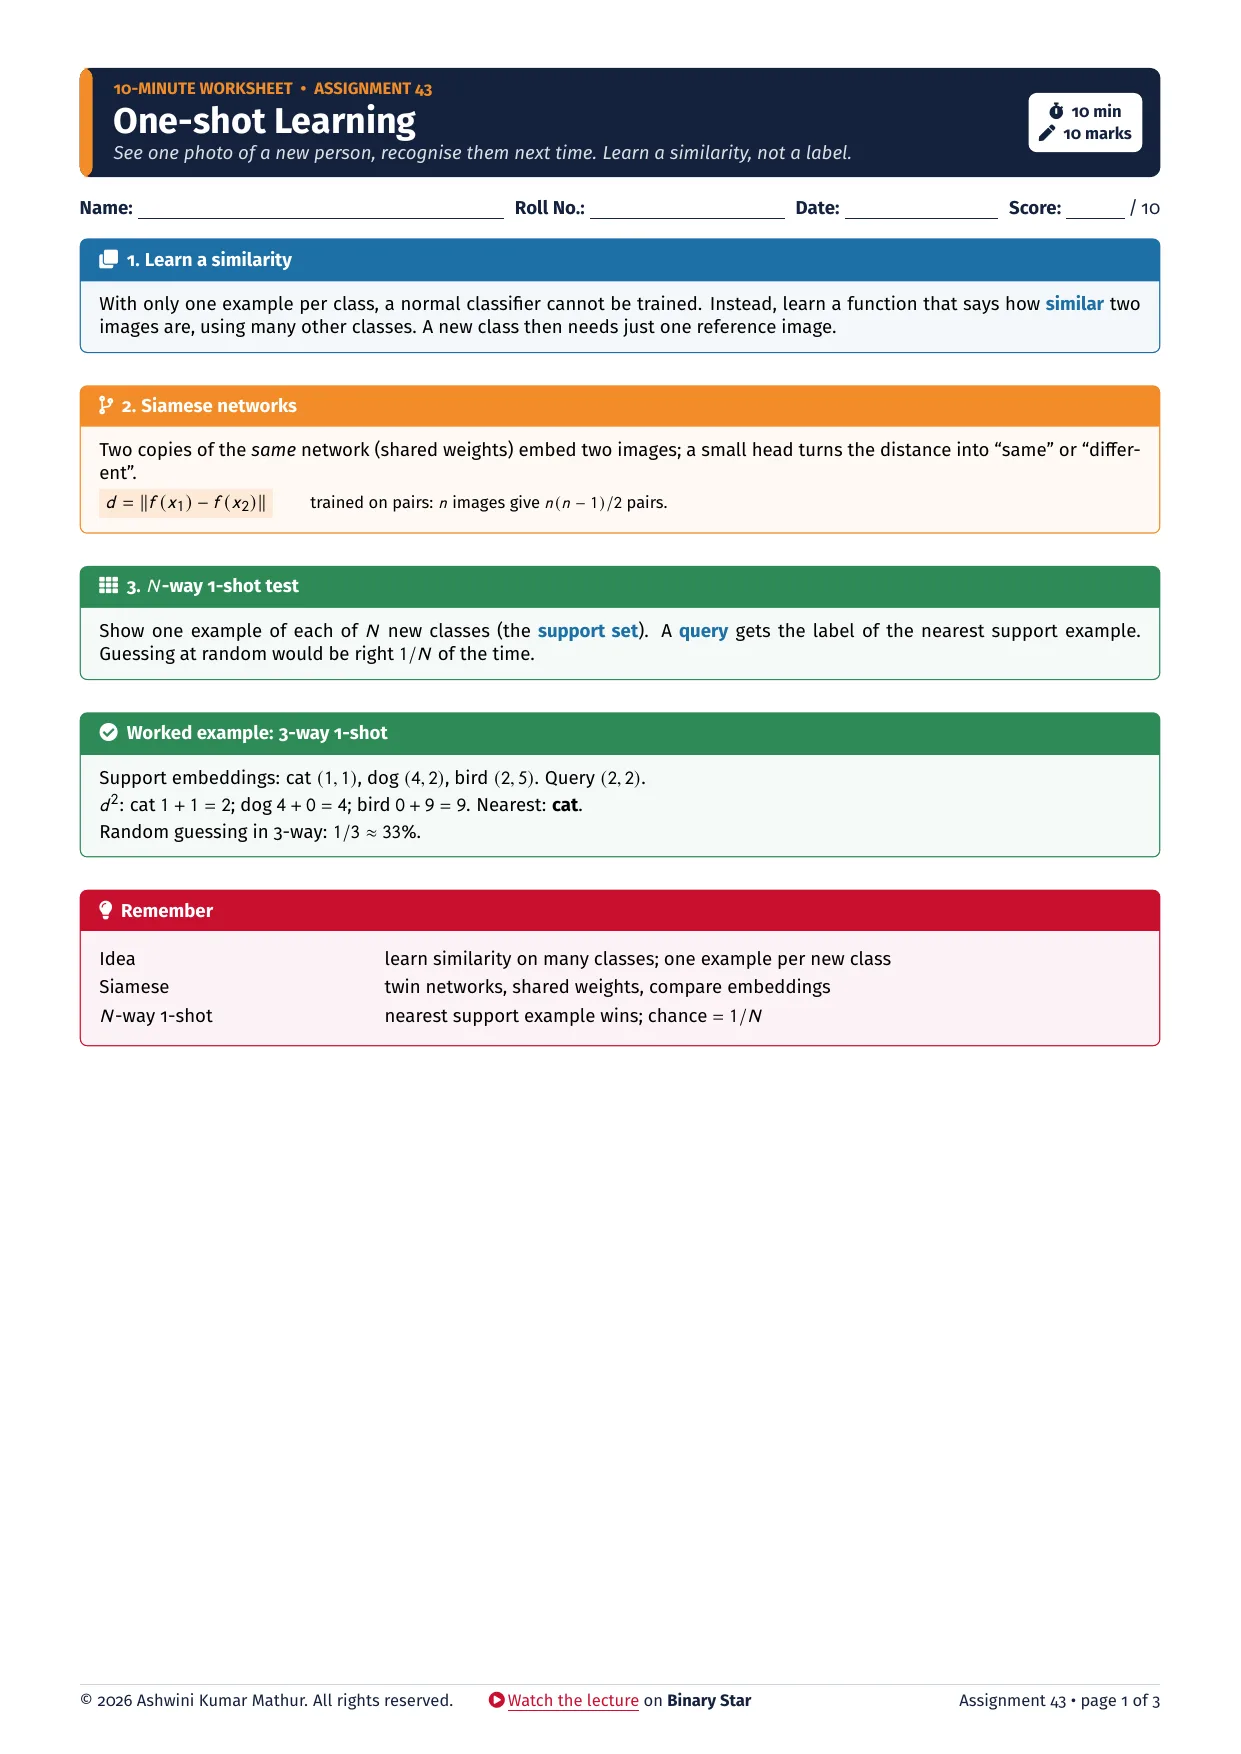 10-MINUTE WORKSHEET • ASSIGNMENT 43
One-shot Learning
See one photo of a new person, recognise them next time. Learn a similarity, not a label.
10 min
10 marks
Name: Roll No.: Date: Score: / 10
1. Learn a similarity
With only one example per class, a normal classifier cannot be trained. Instead, learn a function that says how similar two
images are, using many other classes. A new class then needs just one reference image.
2. Siamese networks
Two copies of the same network (shared weights) embed two images; a small head turns the distance into “same” or “differ-
ent”.
d = ‖f(x₁) − f(x₂)‖ trained on pairs: n images give n(n − 1)/2 pairs.
3. N-way 1-shot test
Show one example of each of N new classes (the support set). A query gets the label of the nearest support example.
Guessing at random would be right 1/N of the time.
Worked example: 3-way 1-shot
Support embeddings: cat (1, 1), dog (4, 2), bird (2, 5). Query (2, 2).
d²: cat 1 + 1 = 2; dog 4 + 0 = 4; bird 0 + 9 = 9. Nearest: cat.
Random guessing in 3-way: 1/3 ≈ 33%.
Remember
Idea learn similarity on many classes; one example per new class
Siamese twin networks, shared weights, compare embeddings
N-way 1-shot nearest support example wins; chance = 1/N
© 2026 Ashwini Kumar Mathur. All rights reserved. Watch the lecture on Binary Star Assignment 43 • page 1 of 3